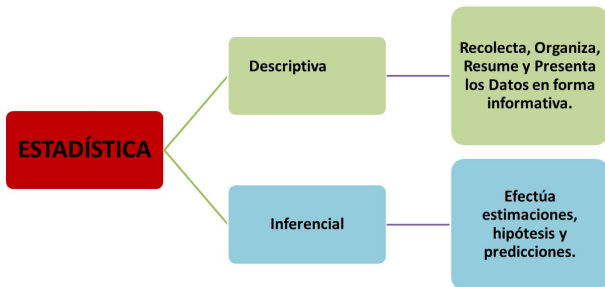 ESTADÍSTICA
Descriptiva
Recolecta, Organiza,
Resume y Presenta
los Datos en forma
informativa.
Inferencial
Efectúa
estimaciones,
hipótesis y
predicciones.